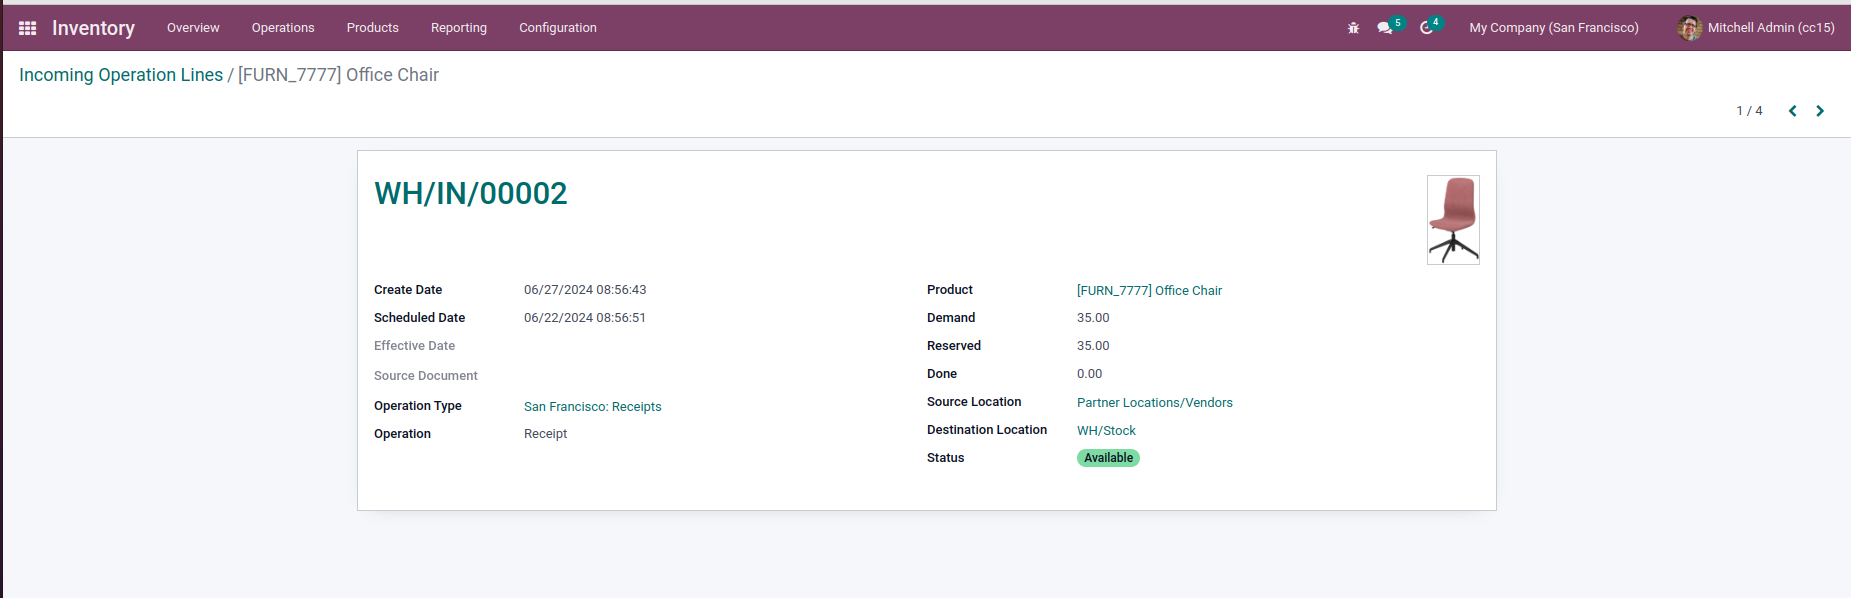 Inventory Overview Operations Products Reporting Configuration 5 4 My Company (San Francisco) Mitchell Admin (cc15)
Incoming Operation Lines / [FURN_7777] Office Chair
1 / 4
WH/IN/00002
Create Date 06/27/2024 08:56:43
Scheduled Date 06/22/2024 08:56:51
Effective Date
Source Document
Operation Type San Francisco: Receipts
Operation Receipt
Product [FURN_7777] Office Chair
Demand 35.00
Reserved 35.00
Done 0.00
Source Location Partner Locations/Vendors
Destination Location WH/Stock
Status Available